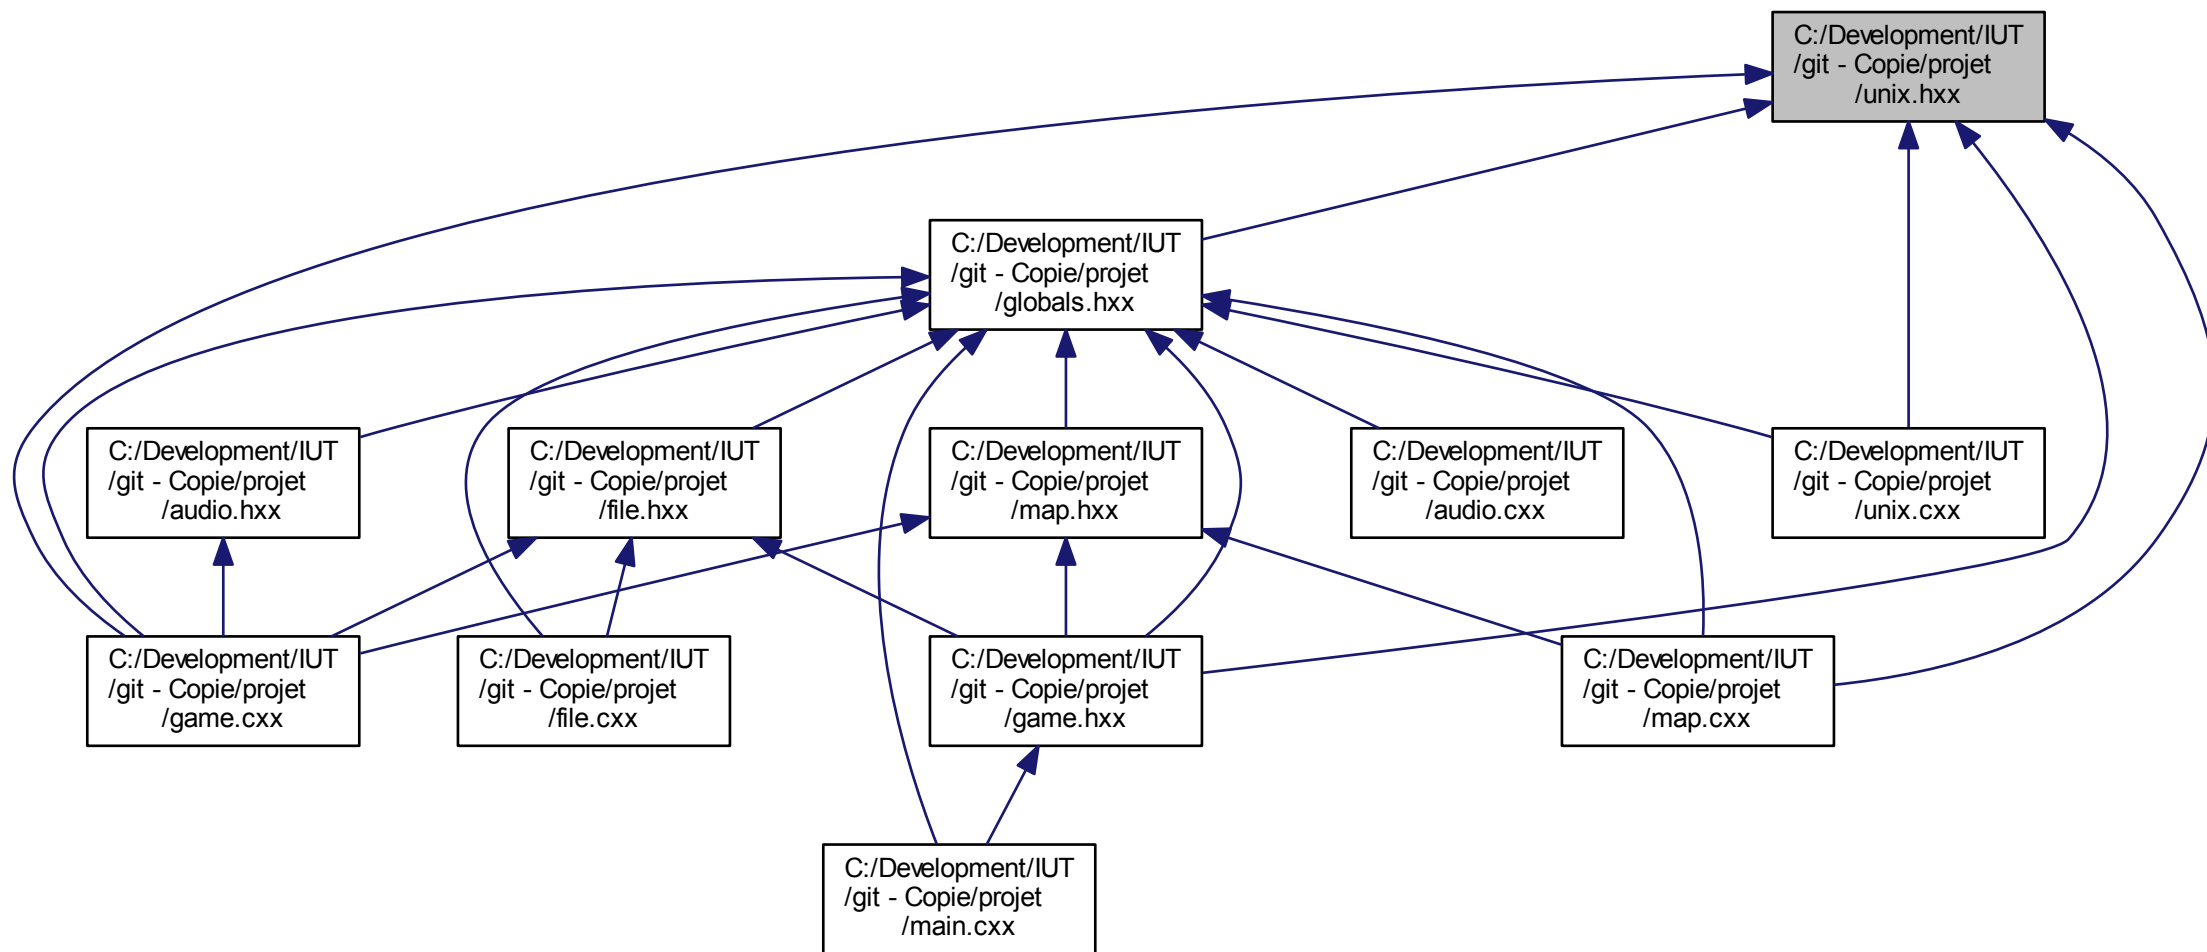 C:/Development/IUT
/git - Copie/projet
/unix.hxx
C:/Development/IUT
/git - Copie/projet
/globals.hxx
C:/Development/IUT
/git - Copie/projet
/audio.hxx
C:/Development/IUT
/git - Copie/projet
/file.hxx
C:/Development/IUT
/git - Copie/projet
/map.hxx
C:/Development/IUT
/git - Copie/projet
/audio.cxx
C:/Development/IUT
/git - Copie/projet
/unix.cxx
C:/Development/IUT
/git - Copie/projet
/game.cxx
C:/Development/IUT
/git - Copie/projet
/file.cxx
C:/Development/IUT
/git - Copie/projet
/game.hxx
C:/Development/IUT
/git - Copie/projet
/map.cxx
C:/Development/IUT
/git - Copie/projet
/main.cxx